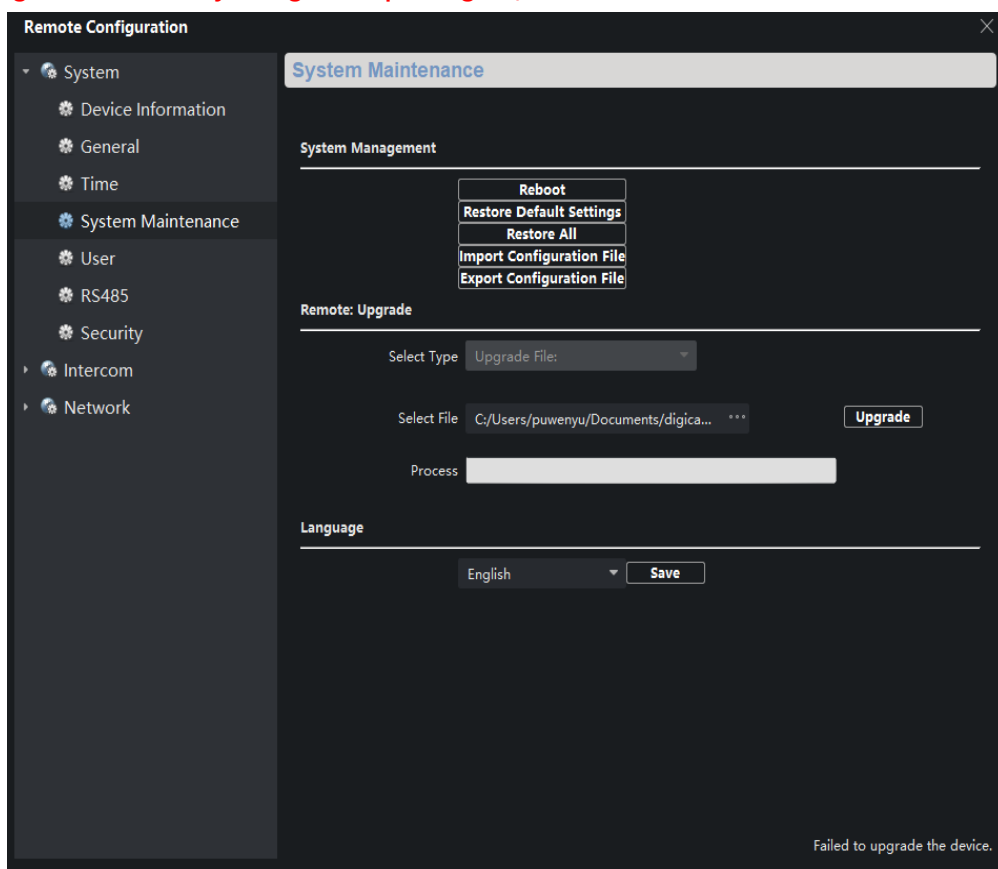 Remote Configuration
System
Device Information
General
Time
System Maintenance
User
RS485
Security
Intercom
Network
System Maintenance
System Management
Reboot
Restore Default Settings
Restore All
Import Configuration File
Export Configuration File
Remote: Upgrade
Select Type Upgrade File:
Select File C:/Users/puwenyu/Documents/digica... ... Upgrade
Process
Language
English Save
Failed to upgrade the device.